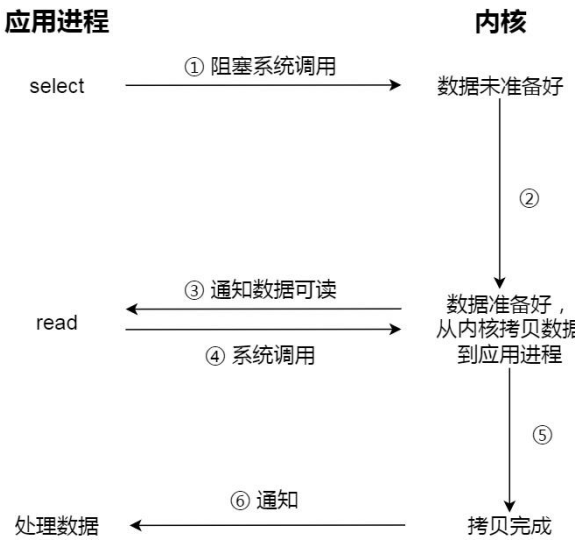 应用进程
内核
① 阻塞系统调用
select
数据未准备好
②
③ 通知数据可读
read
数据准备好，
从内核拷贝数据
到应用进程
④ 系统调用
⑤
⑥ 通知
处理数据
拷贝完成